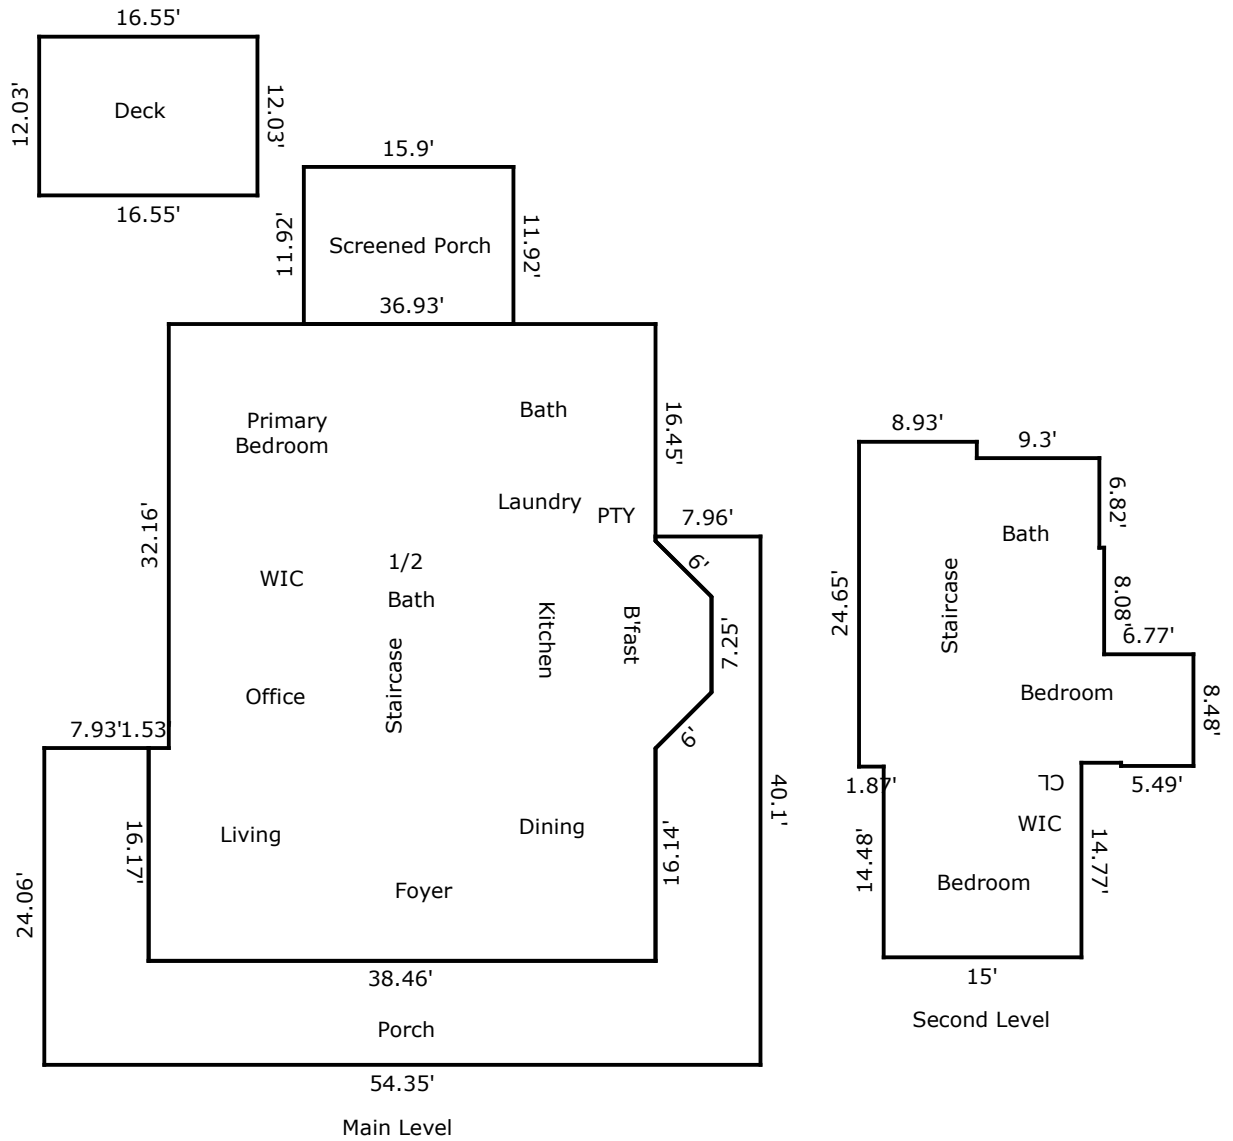 16.55'
12.03'
Deck
12.03'
16.55'
15.9'
11.92'
Screened Porch
11.92'
36.93'
Primary
Bedroom
Bath
16.45'
Laundry
PTY
7.96'
32.16'
WIC
1/2
Bath
Staircase
Kitchen
B'fast
6'
7.25'
6'
Office
7.93'
1.53'
24.06'
16.17'
Living
Foyer
Dining
16.14'
40.1'
38.46'
Porch
54.35'
Main Level
8.93'
9.3'
6.82'
Bath
24.65'
Staircase
8.08'
6.77'
Bedroom
8.48'
1.87'
CL
5.49'
WIC
14.48'
14.77'
Bedroom
15'
Second Level